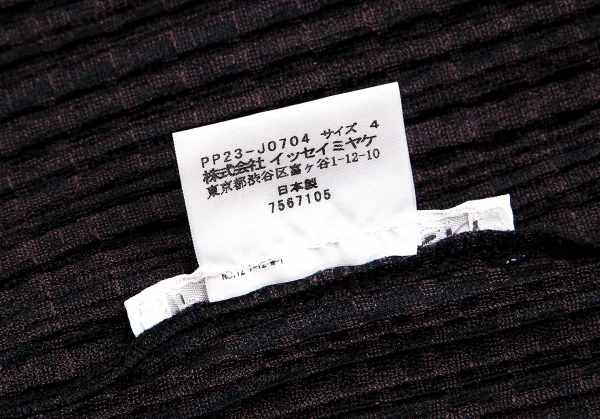 PP23-J0704 サイズ 4
株式会社 イッセイミヤケ
東京都渋谷区富ヶ谷1-12-10
日本製
7567105